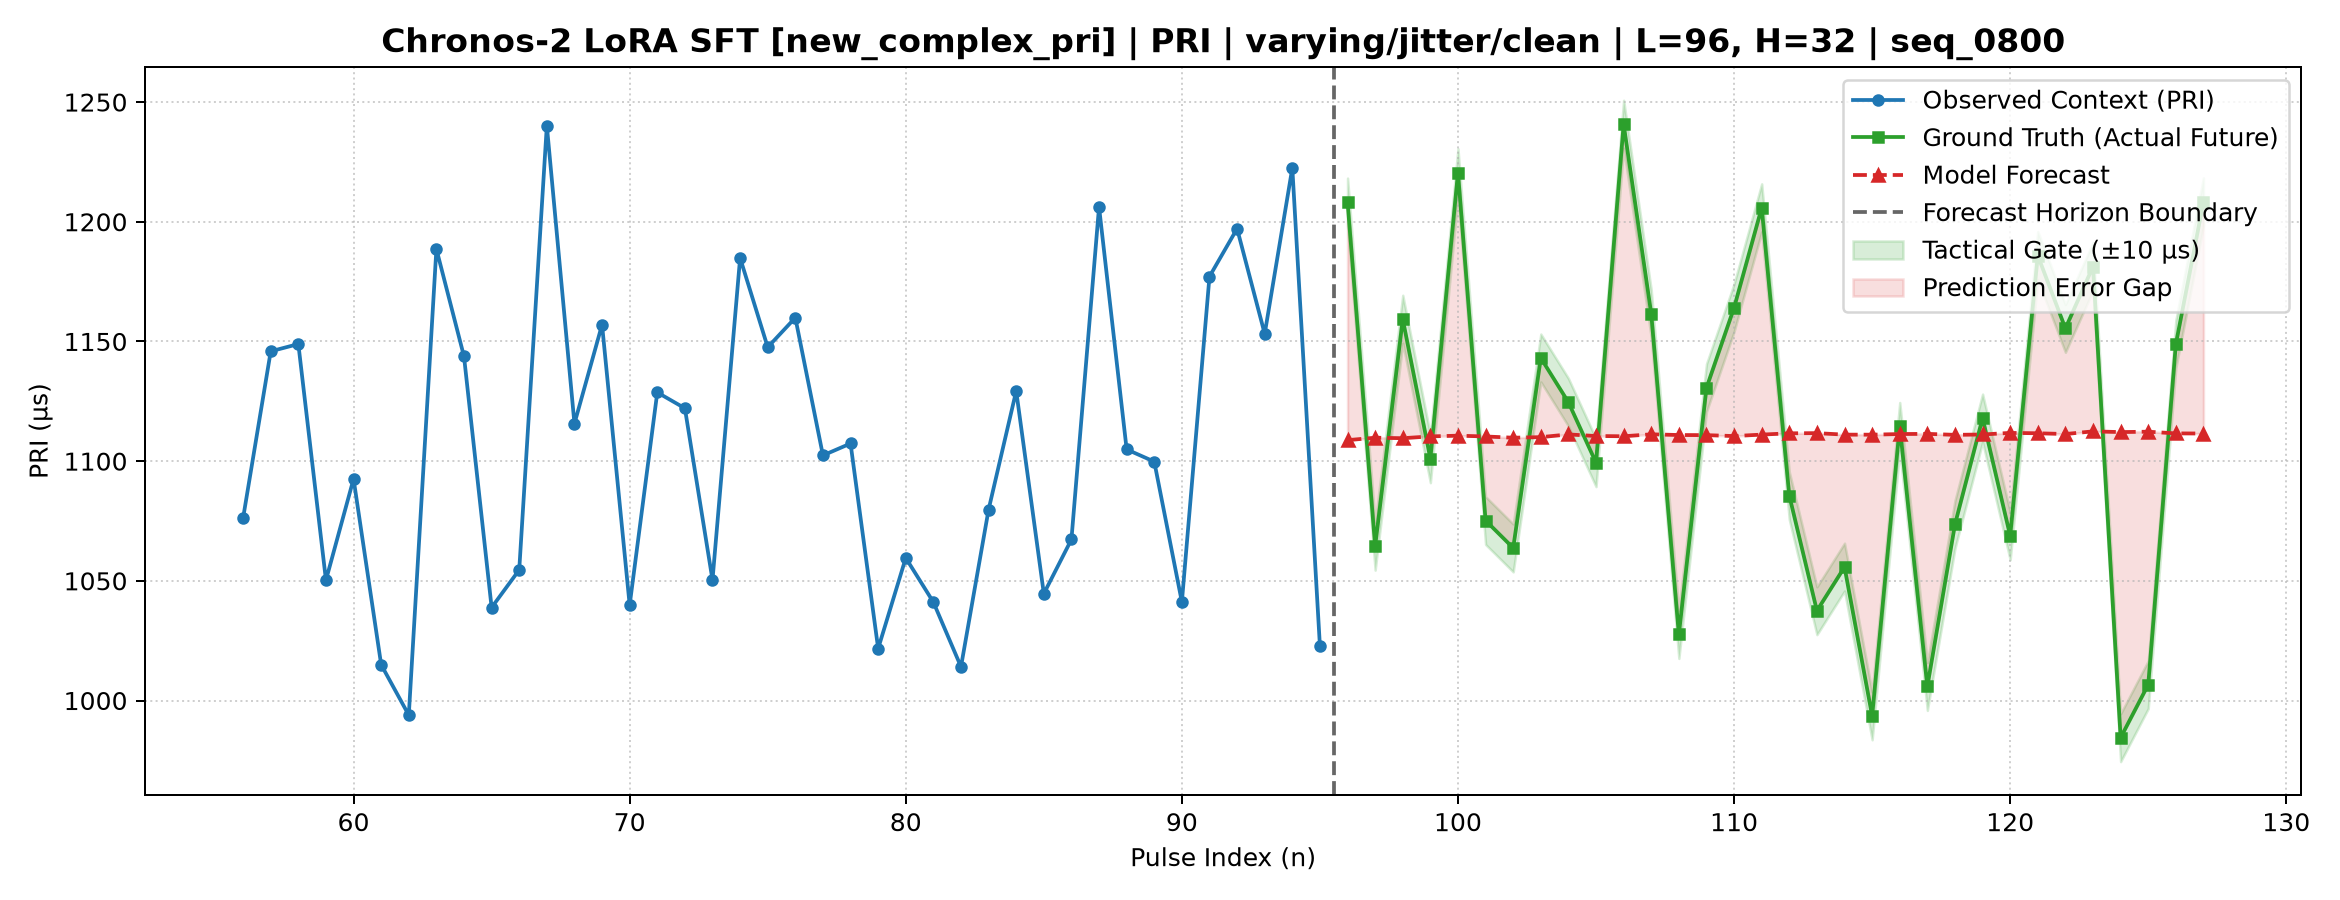 Chronos-2 LoRA SFT [new_complex_pri] | PRI | varying/jitter/clean | L=96, H=32 | seq_0800
PRI (µs)
1250
1200
1150
1100
1050
1000
Observed Context (PRI)
Ground Truth (Actual Future)
Model Forecast
Forecast Horizon Boundary
Tactical Gate (±10 µs)
Prediction Error Gap
60 70 80 90 100 110 120 130
Pulse Index (n)